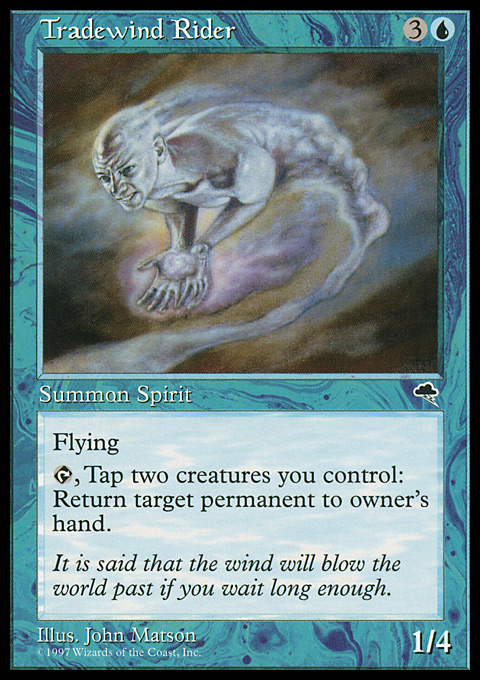 Tradewind Rider 3
Summon Spirit
Flying
, Tap two creatures you control:
Return target permanent to owner's
hand.
It is said that the wind will blow the
world past if you wait long enough.
Illus. John Matson
©1997 Wizards of the Coast, Inc.
1/4